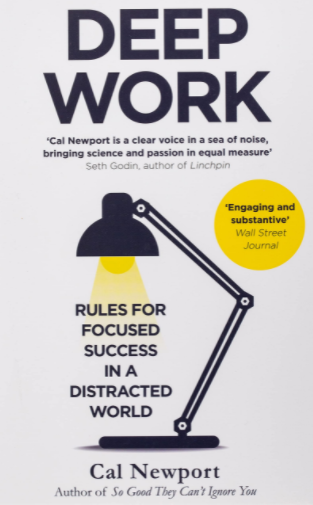 DEEP
WORK
‘Cal Newport is a clear voice in a sea of noise,
bringing science and passion in equal measure’
Seth Godin, author of Linchpin
‘Engaging and
substantive’
Wall Street
Journal
RULES FOR
FOCUSED
SUCCESS
IN A
DISTRACTED
WORLD
Cal Newport
Author of So Good They Can’t Ignore You